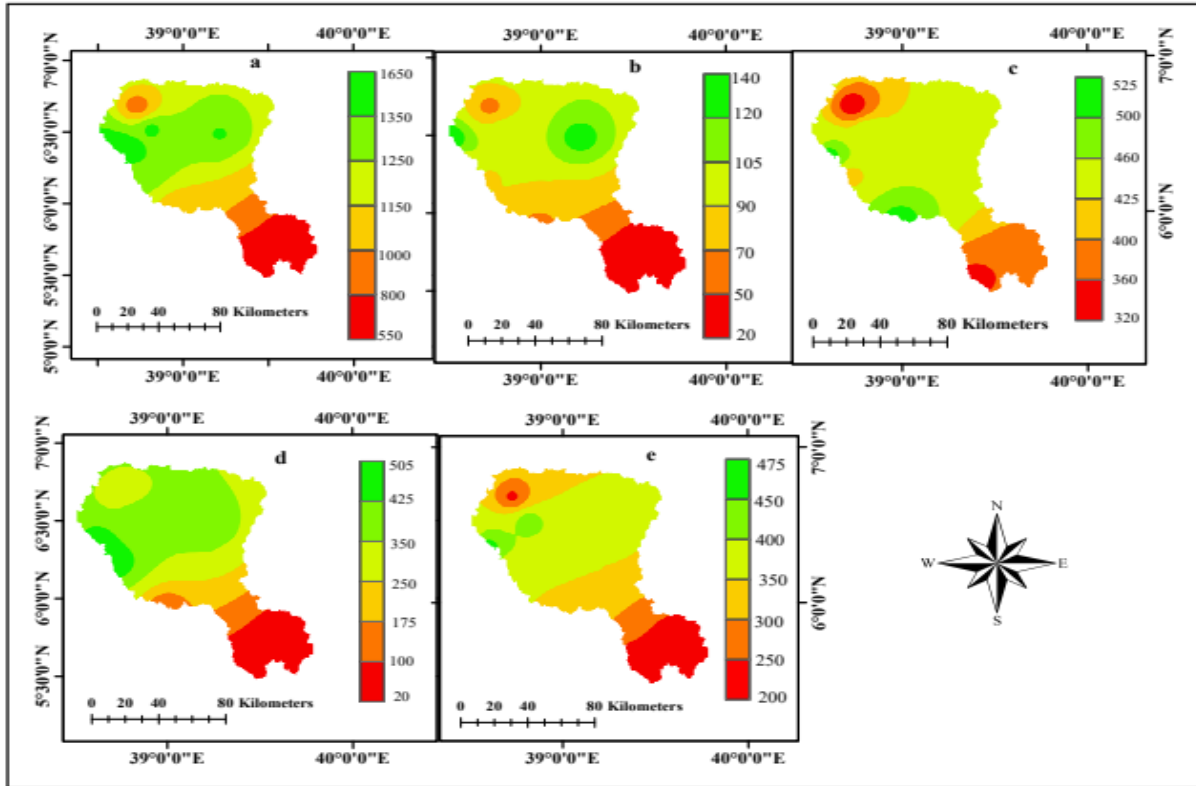 39°0'0"E 40°0'0"E 39°0'0"E 40°0'0"E 39°0'0"E 40°0'0"E
a b c
7°0'0"N 6°30'0"N 6°0'0"N 5°30'0"N 5°0'0"N
1650
1350
1250
1150
1000
800
550
0 20 40 80 Kilometers
140
120
105
90
70
50
20
0 20 40 80 Kilometers
525
500
460
425
400
360
320
0 20 40 80 Kilometers
7°0'0"N 6°0'0"N
39°0'0"E 40°0'0"E 39°0'0"E 40°0'0"E 39°0'0"E 40°0'0"E
39°0'0"E 40°0'0"E 39°0'0"E 40°0'0"E
d e
7°0'0"N 6°30'0"N 6°0'0"N 5°30'0"N
505
425
350
250
175
100
20
0 20 40 80 Kilometers
475
450
400
350
300
250
200
0 20 40 80 Kilometers
7°0'0"N 6°0'0"N
N
W E
S
39°0'0"E 40°0'0"E 39°0'0"E 40°0'0"E